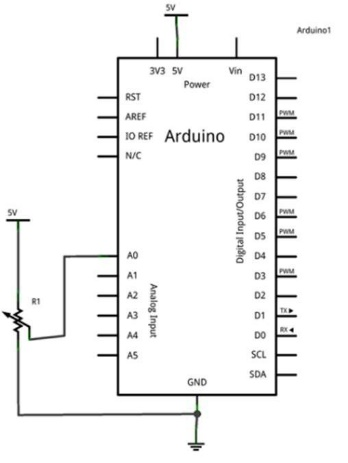 5V
Arduino1
3V3 5V Vin
Power
RST
AREF
IO REF
N/C
Arduino
D13
D12
D11 PWM
D10 PWM
D9 PWM
D8
D7
D6 PWM
D5 PWM
D4
D3 PWM
D2
D1 TX ▶
D0 RX ◀
SCL
SDA
Digital Input/Output
5V
R1
A0
A1
A2
A3
A4
A5
Analog Input
GND